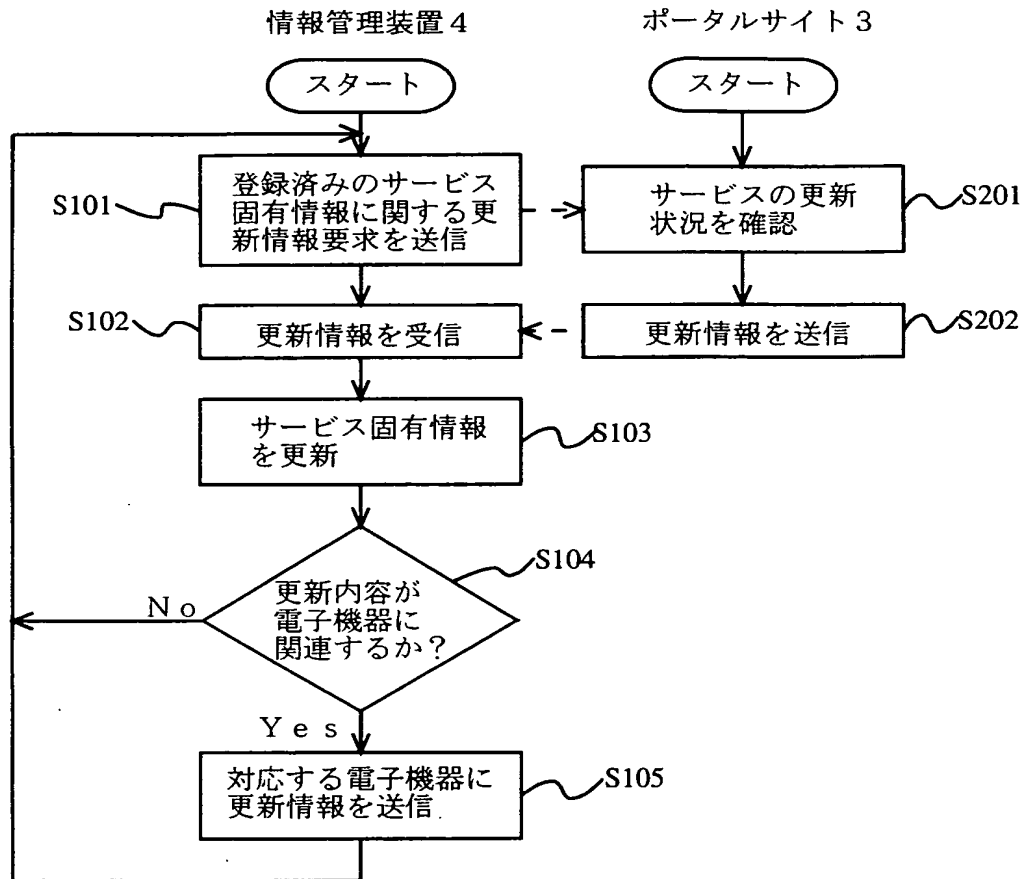 情報管理装置4
ポータルサイト3
スタート
スタート
S101
登録済みのサービス
固有情報に関する更
新情報要求を送信
サービスの更新
状況を確認
S201
S102
更新情報を受信
更新情報を送信
S202
サービス固有情報
を更新
S103
S104
更新内容が
電子機器に
関連するか？
No
Yes
対応する電子機器に
更新情報を送信
S105